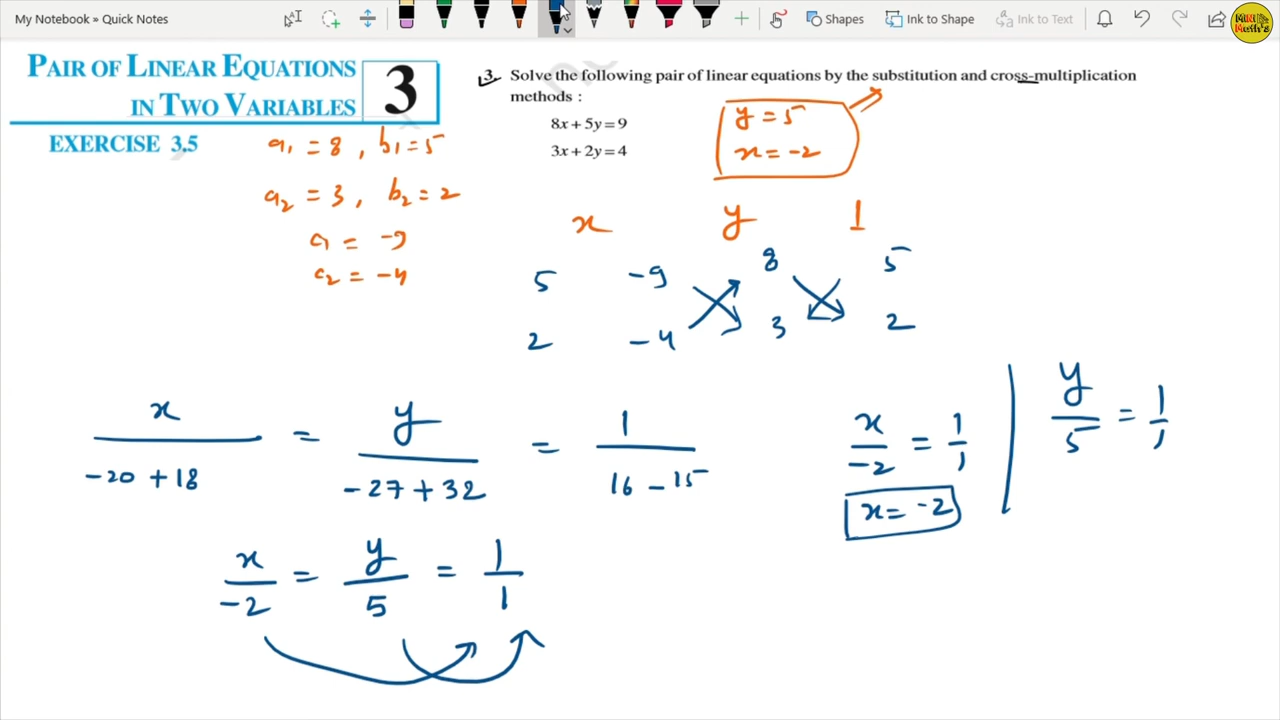 My Notebook » Quick Notes
Shapes
Ink to Shape
Ink to Text
PAIR OF LINEAR EQUATIONS
IN TWO VARIABLES
3
EXERCISE 3.5
3. Solve the following pair of linear equations by the substitution and cross-multiplication
methods :
8x + 5y = 9
3x + 2y = 4
y = 5
x = -2
a1 = 8, b1 = 5
a2 = 3, b2 = 2
c1 = -9
c2 = -4
x y 1
5 -9 8 5
2 -4 3 2
x/(-20 + 18) = y/(-27 + 32) = 1/(16 - 15)
x/-2 = y/5 = 1/1
x/-2 = 1/1
x = -2
y/5 = 1/1